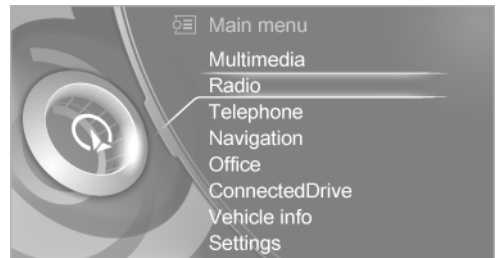 Main menu
Multimedia
Radio
Telephone
Navigation
Office
ConnectedDrive
Vehicle info
Settings